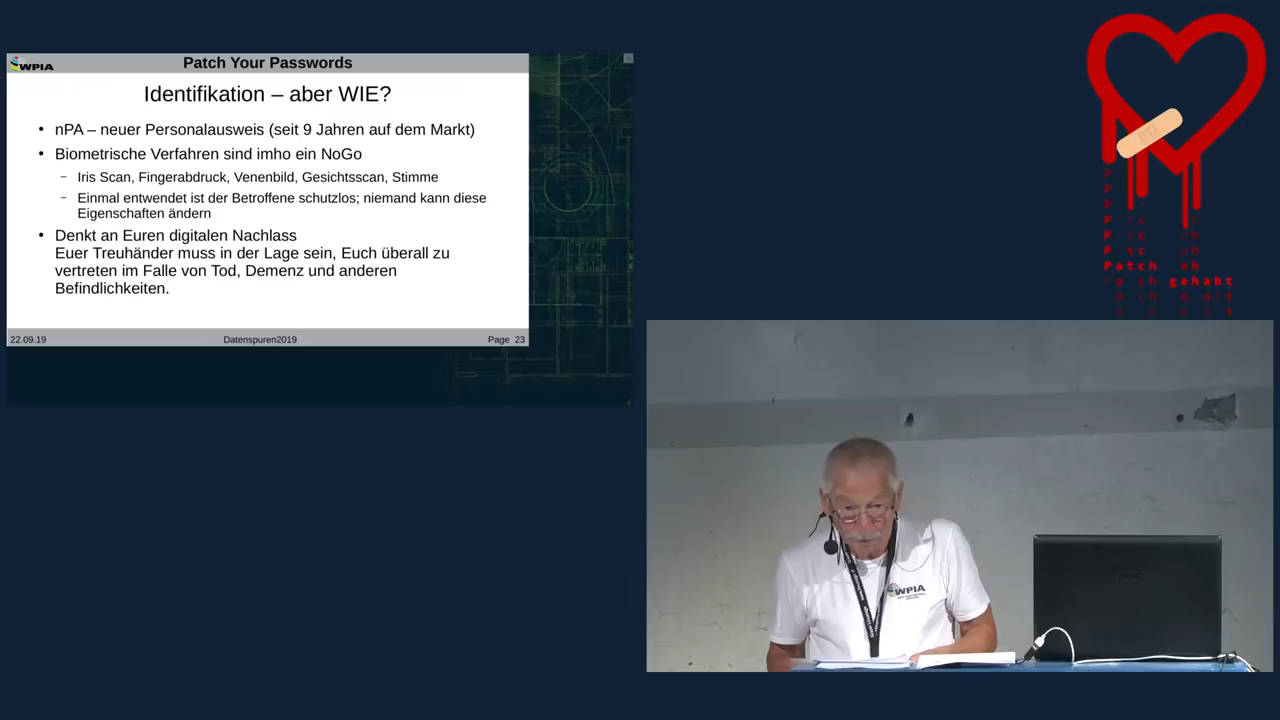 WPIA
Patch Your Passwords
Identifikation – aber WIE?
• nPA – neuer Personalausweis (seit 9 Jahren auf dem Markt)
• Biometrische Verfahren sind imho ein NoGo
– Iris Scan, Fingerabdruck, Venenbild, Gesichtsscan, Stimme
– Einmal entwendet ist der Betroffene schutzlos; niemand kann diese
Eigenschaften ändern
• Denkt an Euren digitalen Nachlass
Euer Treuhänder muss in der Lage sein, Euch überall zu
vertreten im Falle von Tod, Demenz und anderen
Befindlichkeiten.
22.09.19
Datenspuren2019
Page 23
Patch
gehabt
WPIA